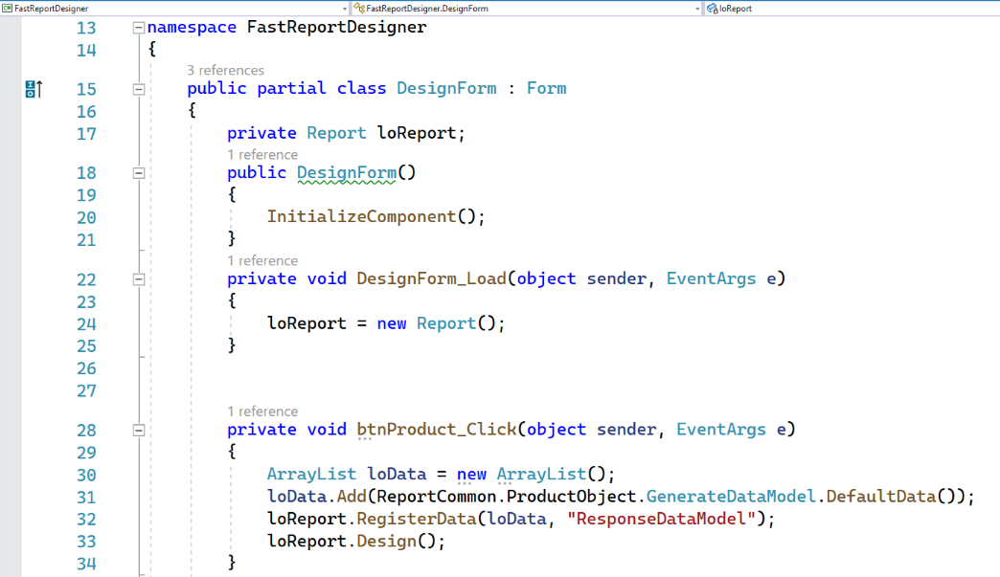 FastReportDesigner FastReportDesigner.DesignForm loReport
13 namespace FastReportDesigner
14 {
3 references
15 public partial class DesignForm : Form
16 {
17 private Report loReport;
1 reference
18 public DesignForm()
19 {
20 InitializeComponent();
21 }
1 reference
22 private void DesignForm_Load(object sender, EventArgs e)
23 {
24 loReport = new Report();
25 }
26
27
1 reference
28 private void btnProduct_Click(object sender, EventArgs e)
29 {
30 ArrayList loData = new ArrayList();
31 loData.Add(ReportCommon.ProductObject.GenerateDataModel.DefaultData());
32 loReport.RegisterData(loData, "ResponseDataModel");
33 loReport.Design();
34 }